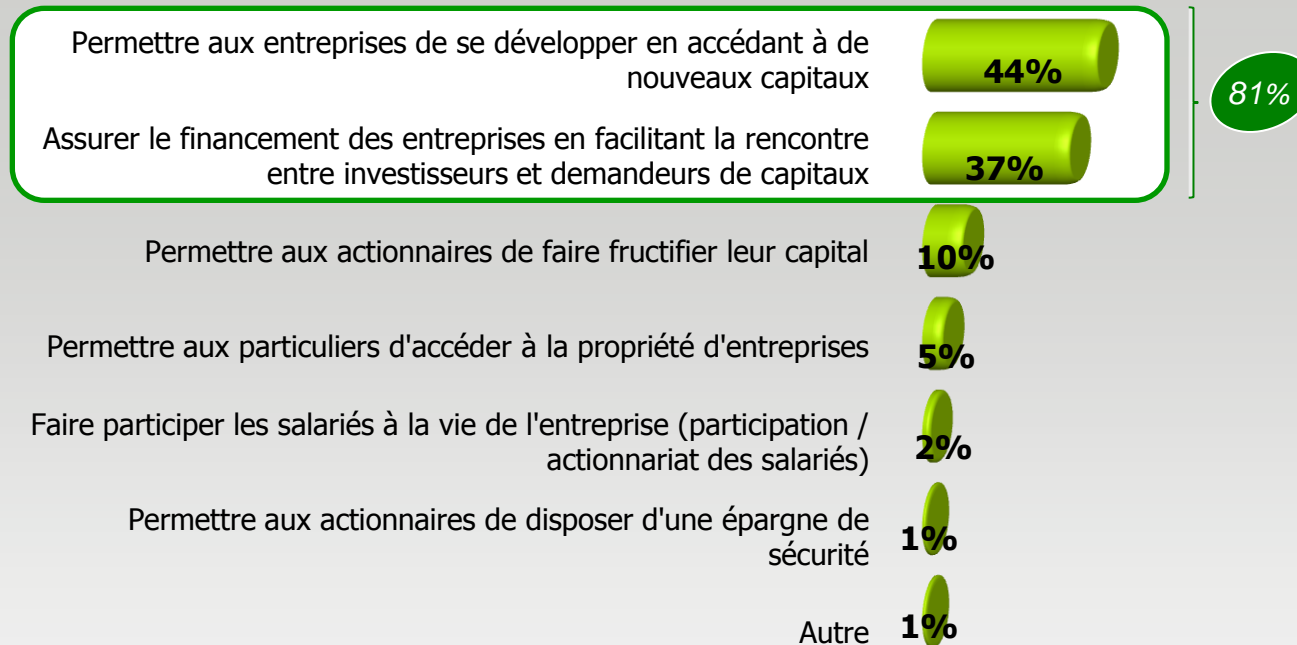 Permettre aux entreprises de se développer en accédant à de
nouveaux capitaux
44%
81%
Assurer le financement des entreprises en facilitant la rencontre
entre investisseurs et demandeurs de capitaux
37%
Permettre aux actionnaires de faire fructifier leur capital
10%
Permettre aux particuliers d'accéder à la propriété d'entreprises
5%
Faire participer les salariés à la vie de l'entreprise (participation /
actionnariat des salariés)
2%
Permettre aux actionnaires de disposer d'une épargne de
sécurité
1%
Autre
1%